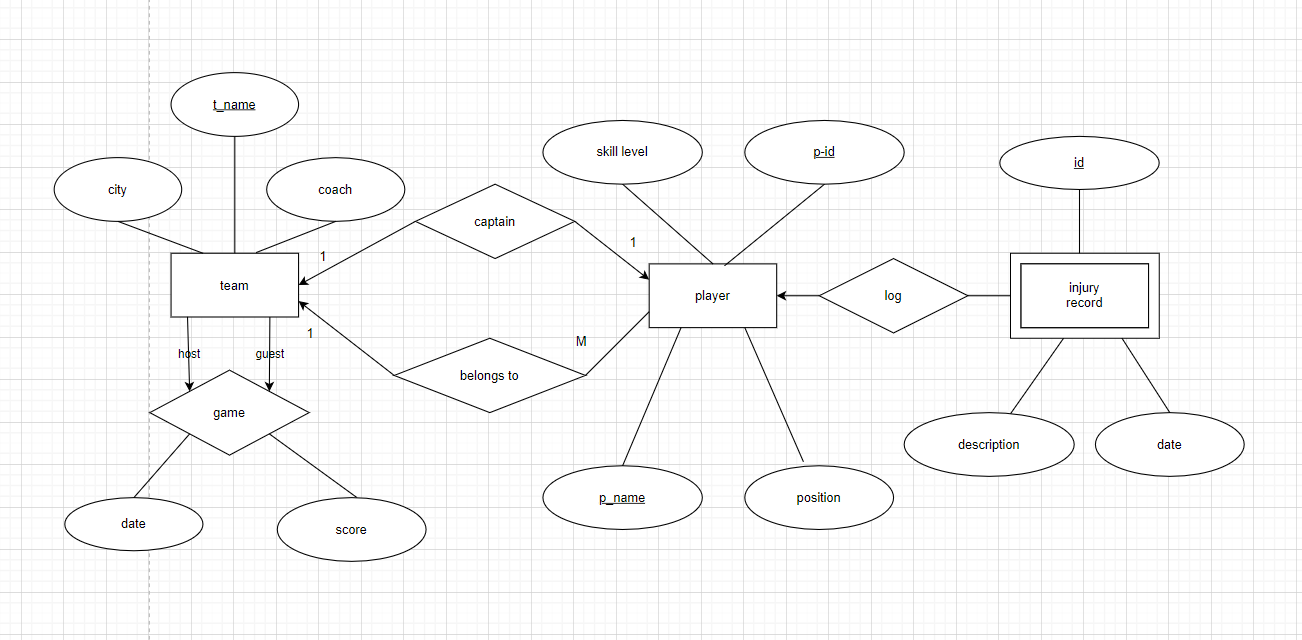 t_name
city
coach
skill level
p-id
id
captain
1
1
team
player
log
injury
record
1
M
host
guest
belongs to
game
description
date
p_name
position
date
score